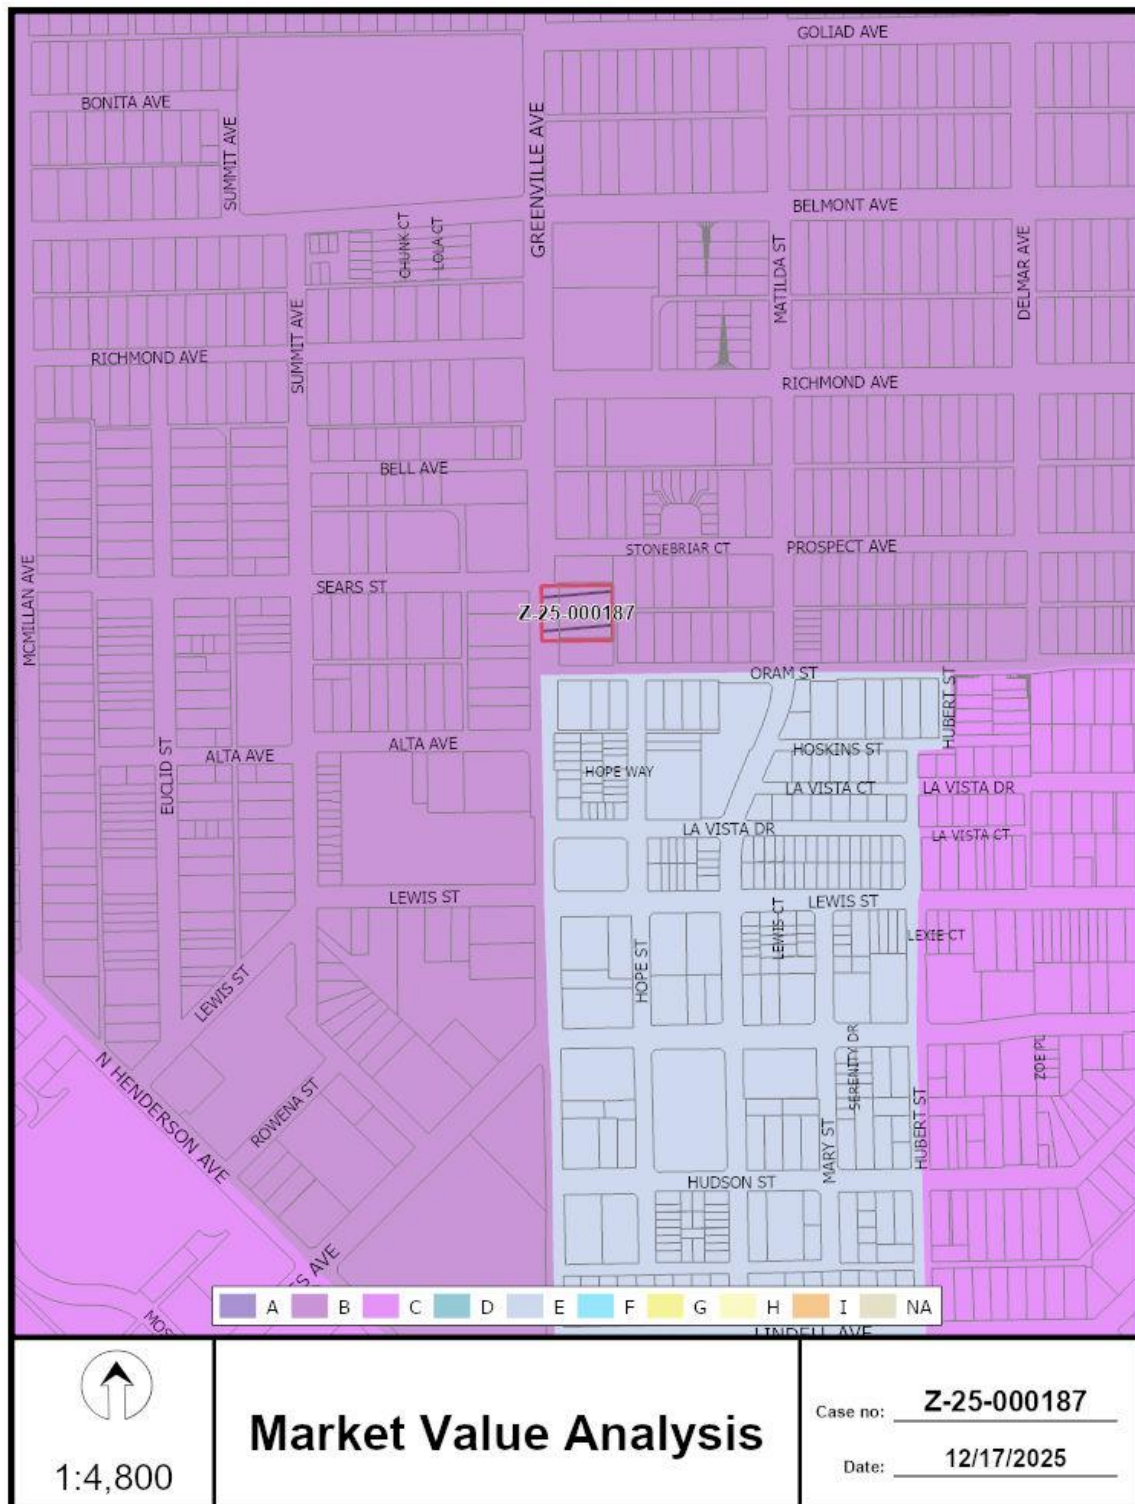 GOLIAD AVE
BONITA AVE
SUMMIT AVE
GREENVILLE AVE
BELMONT AVE
CHUNK CT
LOLA CT
MATILDA ST
DELMAR AVE
SUMMIT AVE
RICHMOND AVE
RICHMOND AVE
BELL AVE
STONEBRIAR CT
PROSPECT AVE
MCMILLAN AVE
SEARS ST
Z-25-000187
ORAM ST
HUBERT ST
EUCLID ST
ALTA AVE
ALTA AVE
HOSKINS ST
HOPE WAY
LA VISTA CT
LA VISTA DR
LA VISTA DR
LA VISTA CT
LEWIS ST
LEWIS ST
LEWIS CT
LEXIE CT
HOPE ST
LEWIS ST
N HENDERSON AVE
ROWENA ST
SERENITY DR
ZOE PL
MARY ST
HUBERT ST
HUDSON ST
S AVE
MOS
A B C D E F G H I NA
LINDELL AVE
1:4,800
Market Value Analysis
Case no: Z-25-000187
Date: 12/17/2025